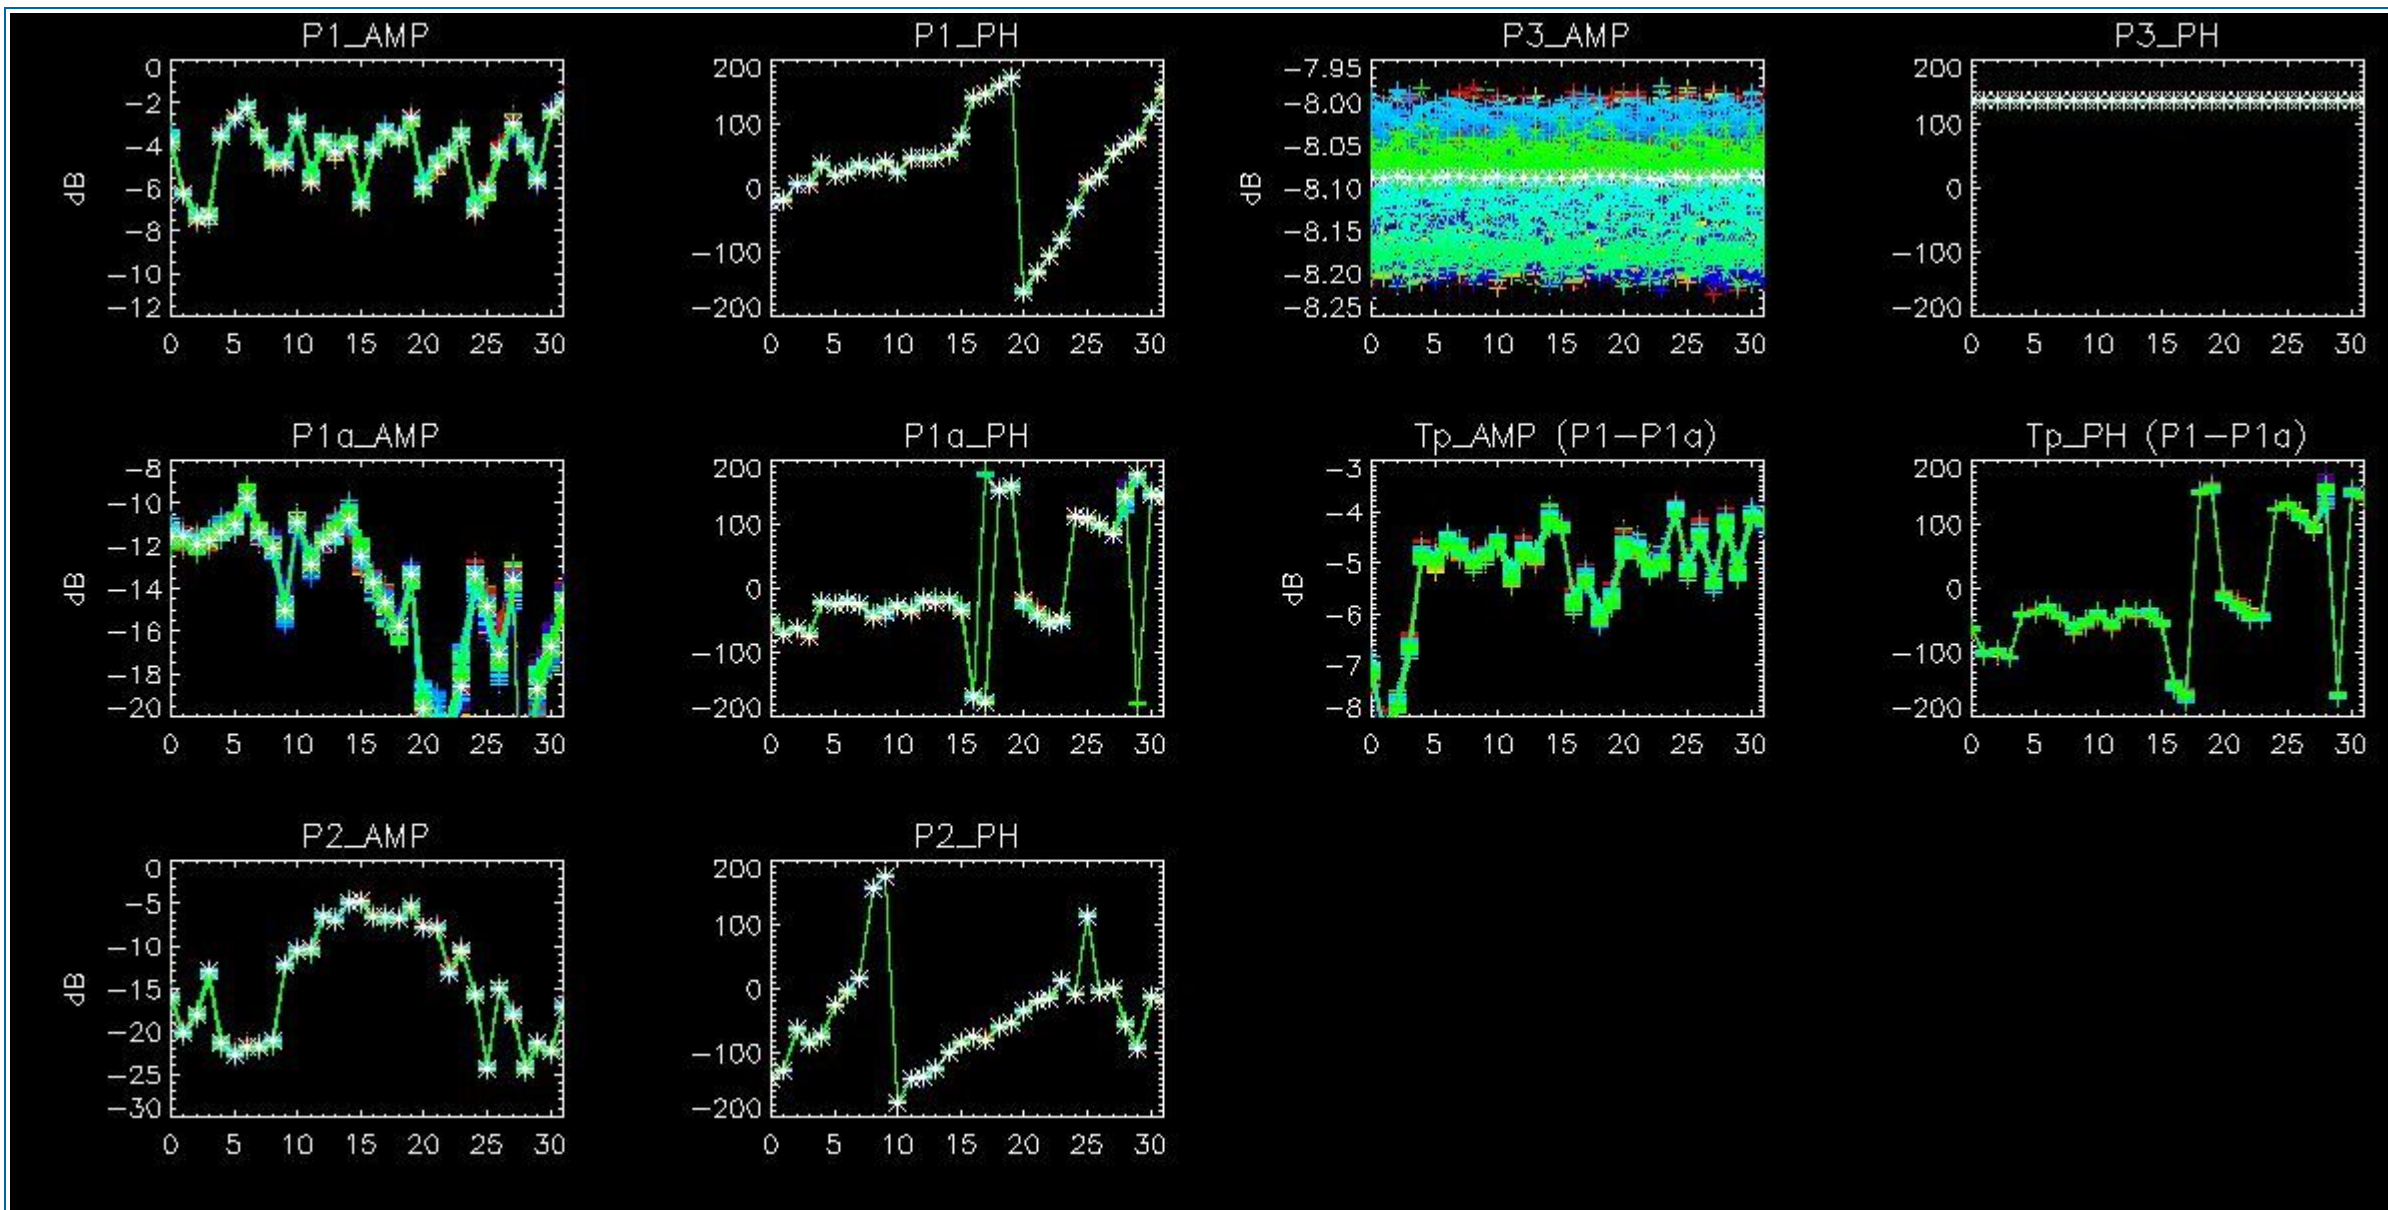 P1_AMP P1_PH P3_AMP P3_PH
0 200 -7.95 200
-2 100 -8.00 100
-4 0 -8.05 0
-6 -100 -8.10 -100
-8 -200 -8.15 -200
-10 -8.20
-12 -8.25
dB dB
0 5 10 15 20 25 30 0 5 10 15 20 25 30 0 5 10 15 20 25 30 0 5 10 15 20 25 30
P1a_AMP P1a_PH Tp_AMP (P1-P1a) Tp_PH (P1-P1a)
-8 200 -3 200
-10 100 -4 100
-12 0 -5 0
-14 -100 -6 -100
-16 -200 -7 -200
-18 -8
-20
dB dB
0 5 10 15 20 25 30 0 5 10 15 20 25 30 0 5 10 15 20 25 30 0 5 10 15 20 25 30
P2_AMP P2_PH
0 200
-5 100
-10 0
-15 -100
-20 -200
-25
-30
dB
0 5 10 15 20 25 30 0 5 10 15 20 25 30